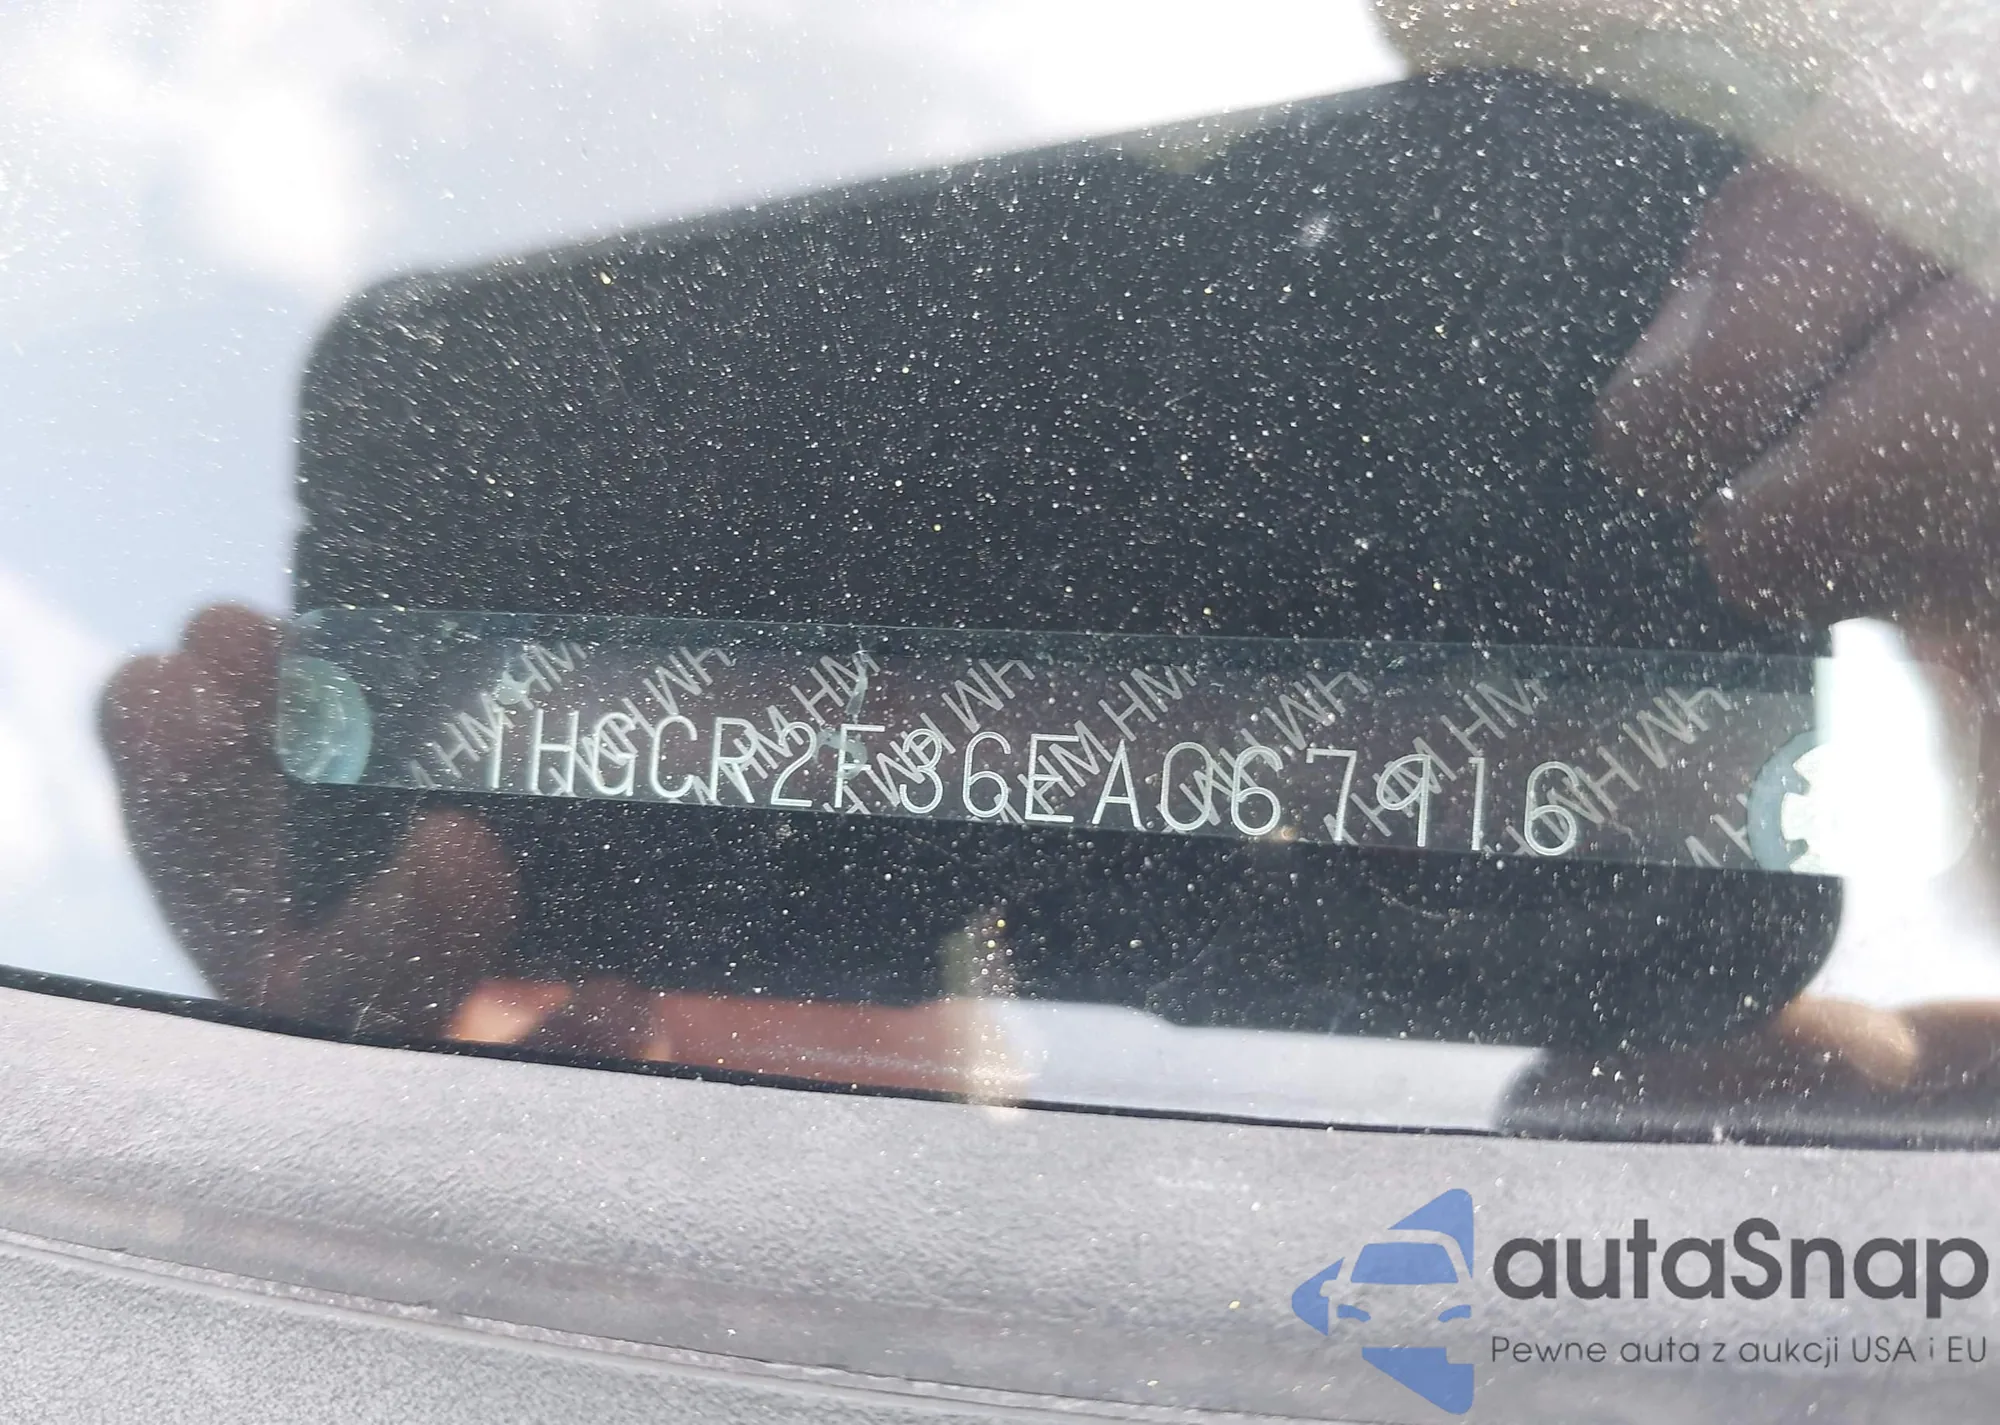 1HGCR2F36EA067916
autaSnap
Pewne auta z aukcji USA i EU